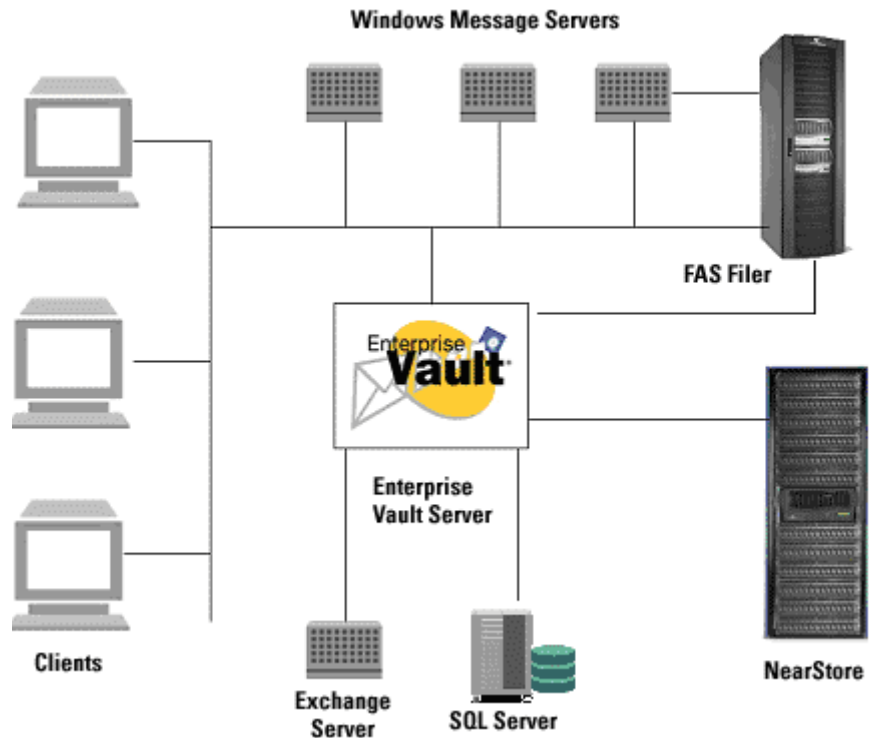 Windows Message Servers
FAS Filer
Enterprise
Vault
Enterprise
Vault Server
Clients
Exchange
Server
SQL Server
NearStore